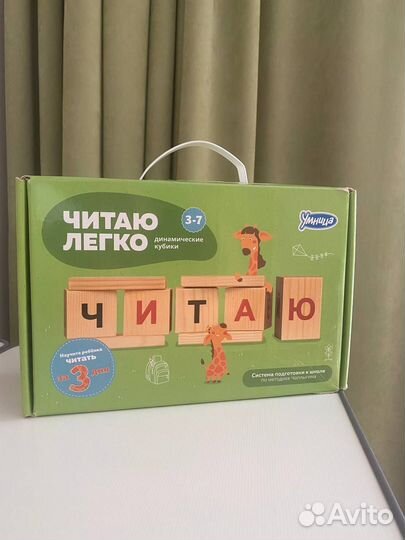 ЧИТАЮ
ЛЕГКО
3-7
динамические
кубики
Умница
ЧИТАЮ
Научите ребёнка
читать
за 3 дня
Система подготовки к школе
по методике Чаплыгина
Avito